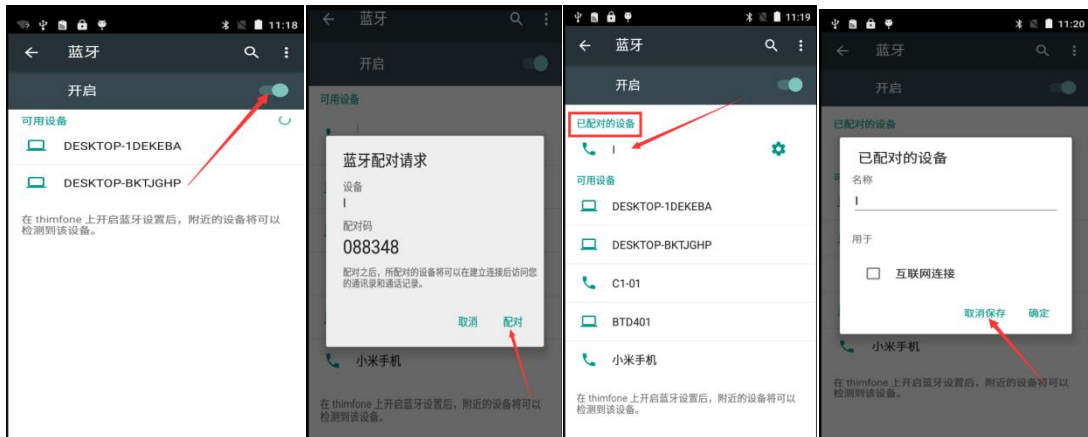 11:18
蓝牙
开启
可用设备
DESKTOP-1DEKEBA
DESKTOP-BKTJGHP
在 thimfone 上开启蓝牙设置后，附近的设备将可以
检测到该设备。
蓝牙
开启
可用设备
蓝牙配对请求
设备
I
配对码
088348
配对之后，所配对的设备将可以在建立连接后访问您
的通讯录和通话记录。
取消 配对
小米手机
在 thimfone 上开启蓝牙设置后，附近的设备将可以
检测到该设备。
11:19
蓝牙
开启
已配对的设备
I
可用设备
DESKTOP-1DEKEBA
DESKTOP-BKTJGHP
C1-01
BTD401
小米手机
在 thimfone 上开启蓝牙设置后，附近的设备将可以
检测到该设备。
11:20
蓝牙
开启
已配对的设备
已配对的设备
名称
I
用于
互联网连接
取消保存 确定
小米手机
在 thimfone 上开启蓝牙设置后，附近的设备将可以
检测到该设备。